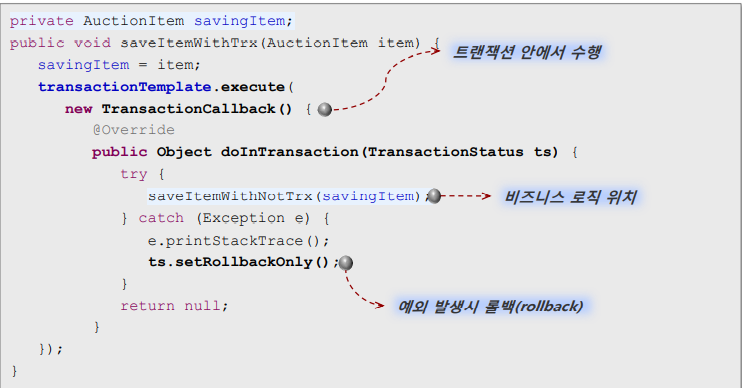 private AuctionItem savingItem;
public void saveItemWithTrx(AuctionItem item) {
트랜잭션 안에서 수행
savingItem = item;
transactionTemplate.execute(
new TransactionCallback() {
@Override
public Object doInTransaction(TransactionStatus ts) {
try {
saveItemWithNotTrx(savingItem);
비즈니스 로직 위치
} catch (Exception e) {
e.printStackTrace();
ts.setRollbackOnly();
}
예외 발생시 롤백(rollback)
return null;
}
});
}